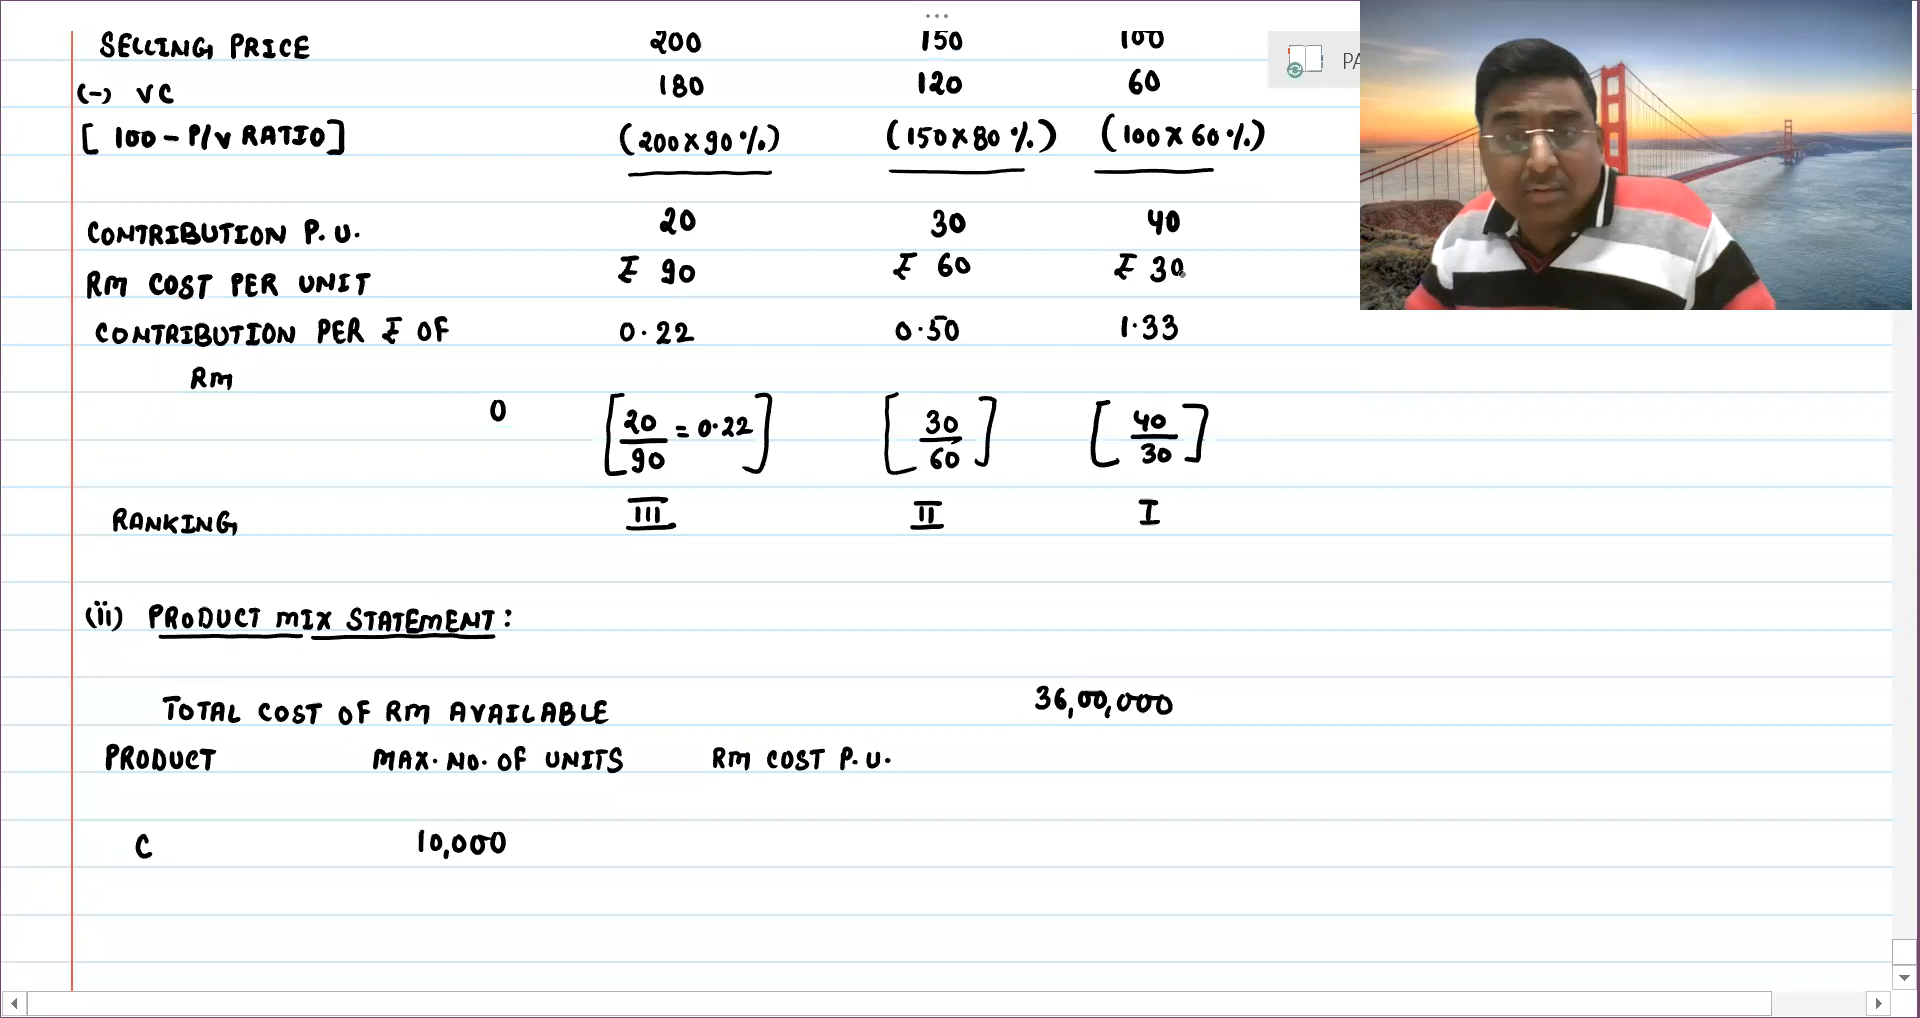 SELLING PRICE 200 150 100
(-) VC 180 120 60
[100 - P/V RATIO] (200 x 90%) (150 x 80%) (100 x 60%)
CONTRIBUTION P.U. 20 30 40
RM COST PER UNIT ₹ 90 ₹ 60 ₹ 30
CONTRIBUTION PER ₹ OF 0.22 0.50 1.33
RM
0 [20/90 = 0.22] [30/60] [40/30]
RANKING III II I
(ii) PRODUCT MIX STATEMENT:
TOTAL COST OF RM AVAILABLE 36,00,000
PRODUCT MAX. NO. OF UNITS RM COST P.U.
C 10,000